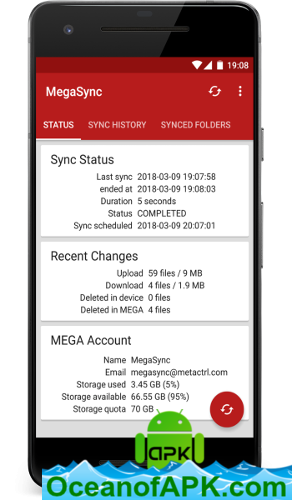 19:08
MegaSync
STATUS SYNC HISTORY SYNCED FOLDERS
Sync Status
Last sync 2018-03-09 19:07:58
ended at 2018-03-09 19:08:03
Duration 5 seconds
Status COMPLETED
Sync scheduled 2018-03-09 20:07:01
Recent Changes
Upload 59 files / 9 MB
Download 4 files / 1.9 MB
Deleted in device 0 files
Deleted in MEGA 4 files
MEGA Account
Name MegaSync
Email megasync@metactrl.com
Storage used 3.45 GB (5%)
Storage available 66.55 GB (95%)
Storage quota 70 GB
apk
OceanofAPK.com